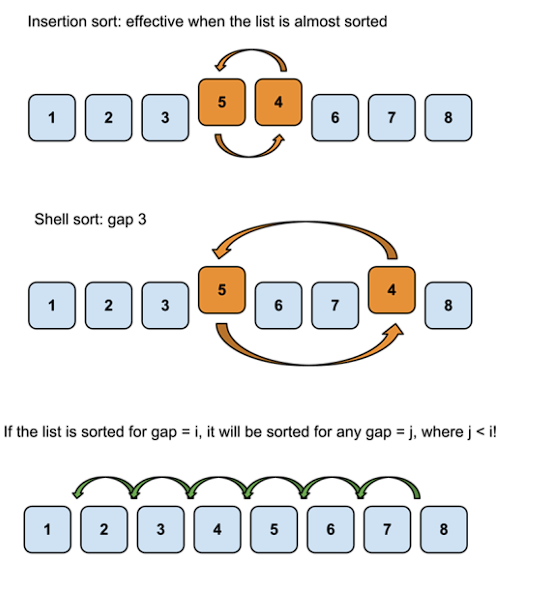 Insertion sort: effective when the list is almost sorted
1 2 3 5 4 6 7 8
Shell sort: gap 3
1 2 3 5 6 7 4 8
If the list is sorted for gap = i, it will be sorted for any gap = j, where j < i!
1 2 3 4 5 6 7 8